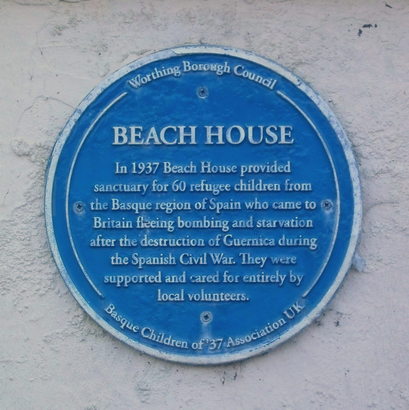 Worthing Borough Council
BEACH HOUSE
In 1937 Beach House provided
sanctuary for 60 refugee children from
the Basque region of Spain who came to
Britain fleeing bombing and starvation
after the destruction of Guernica during
the Spanish Civil War. They were
supported and cared for entirely by
local volunteers.
Basque Children of '37 Association UK